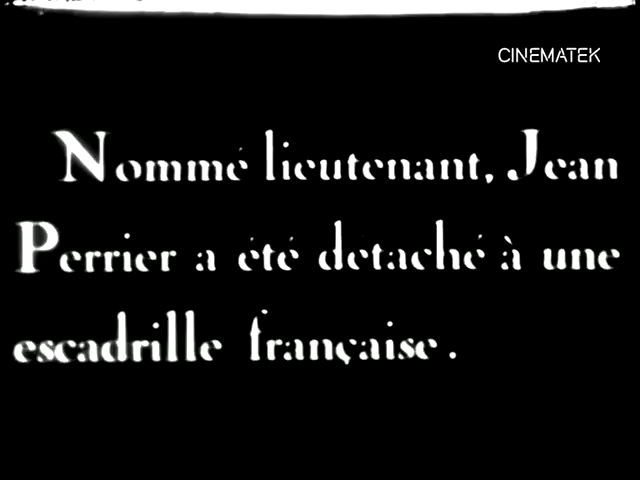 CINEMATEK
Nommé lieutenant, Jean
Perrier a été detaché à une
escadrille française.